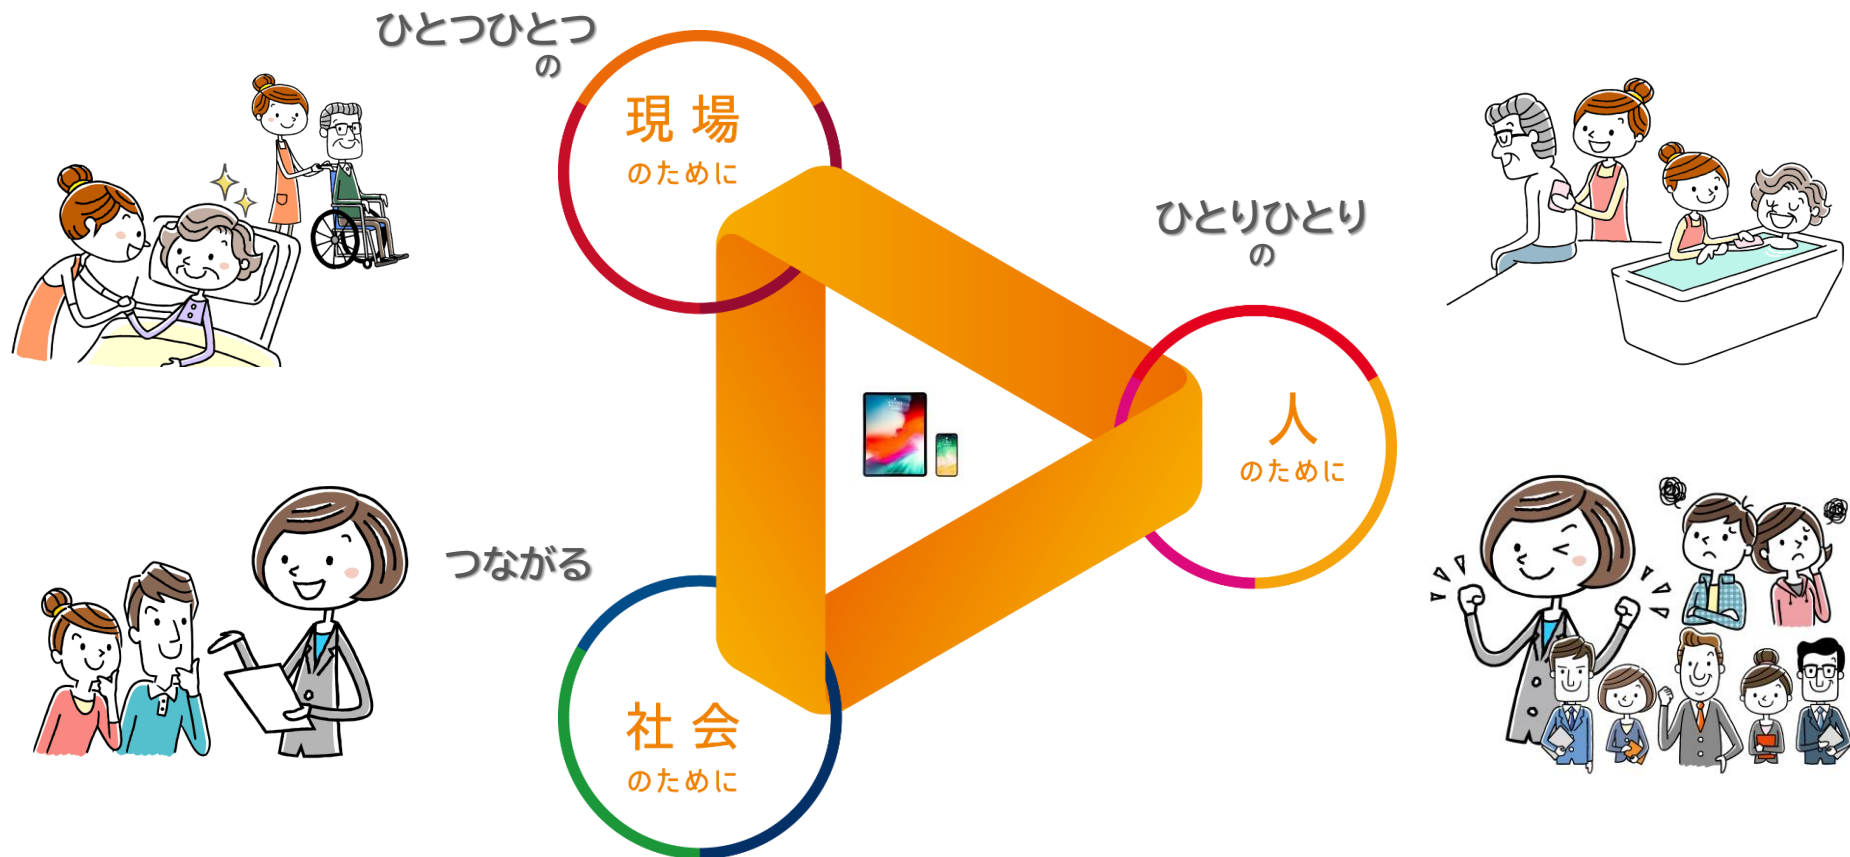 ひとつひとつ
の
現場
のために
ひとりひとり
の
人
のために
つながる
社会
のために